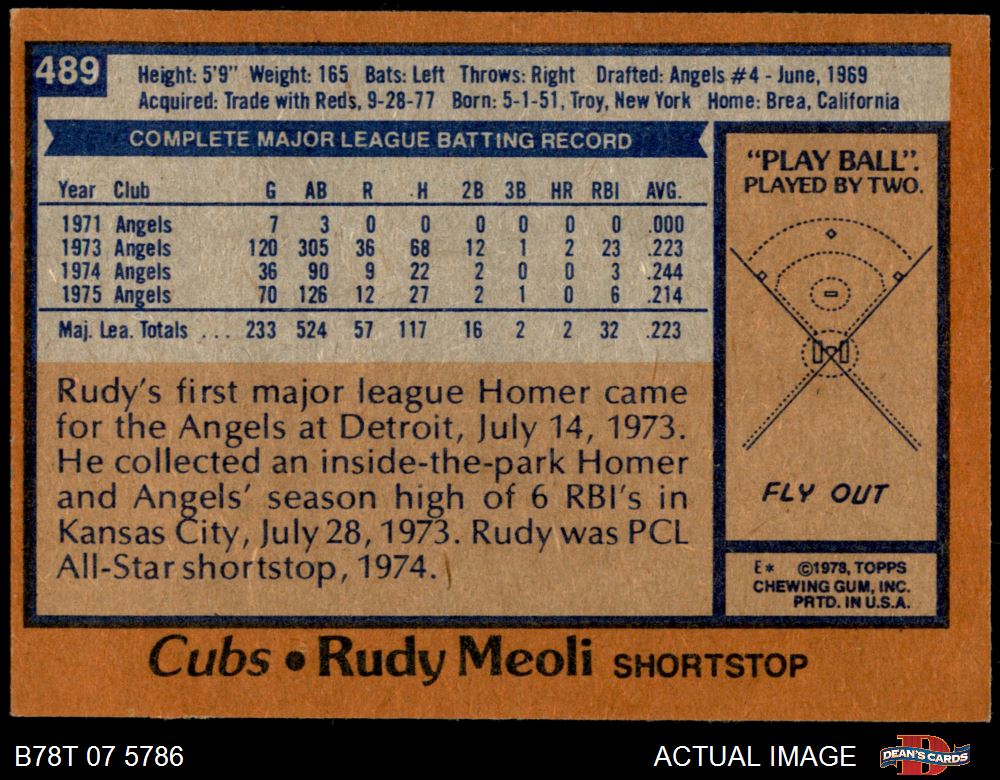 489
Height: 5'9" Weight: 165 Bats: Left Throws: Right Drafted: Angels #4 - June, 1969
Acquired: Trade with Reds, 9-28-77 Born: 5-1-51, Troy, New York Home: Brea, California
COMPLETE MAJOR LEAGUE BATTING RECORD
Year Club G AB R H 2B 3B HR RBI AVG.
1971 Angels 7 3 0 0 0 0 0 0 .000
1973 Angels 120 305 36 68 12 1 2 23 .223
1974 Angels 36 90 9 22 2 0 0 3 .244
1975 Angels 70 126 12 27 2 1 0 6 .214
Maj. Lea. Totals ... 233 524 57 117 16 2 2 32 .223
Rudy's first major league Homer came
for the Angels at Detroit, July 14, 1973.
He collected an inside-the-park Homer
and Angels' season high of 6 RBI's in
Kansas City, July 28, 1973. Rudy was PCL
All-Star shortstop, 1974.
"PLAY BALL".
PLAYED BY TWO.
FLY OUT
E* ©1978, TOPPS
CHEWING GUM, INC.
PRTD. IN U.S.A.
Cubs • Rudy Meoli SHORTSTOP
B78T 07 5786 ACTUAL IMAGE
D
DEAN'S CARDS